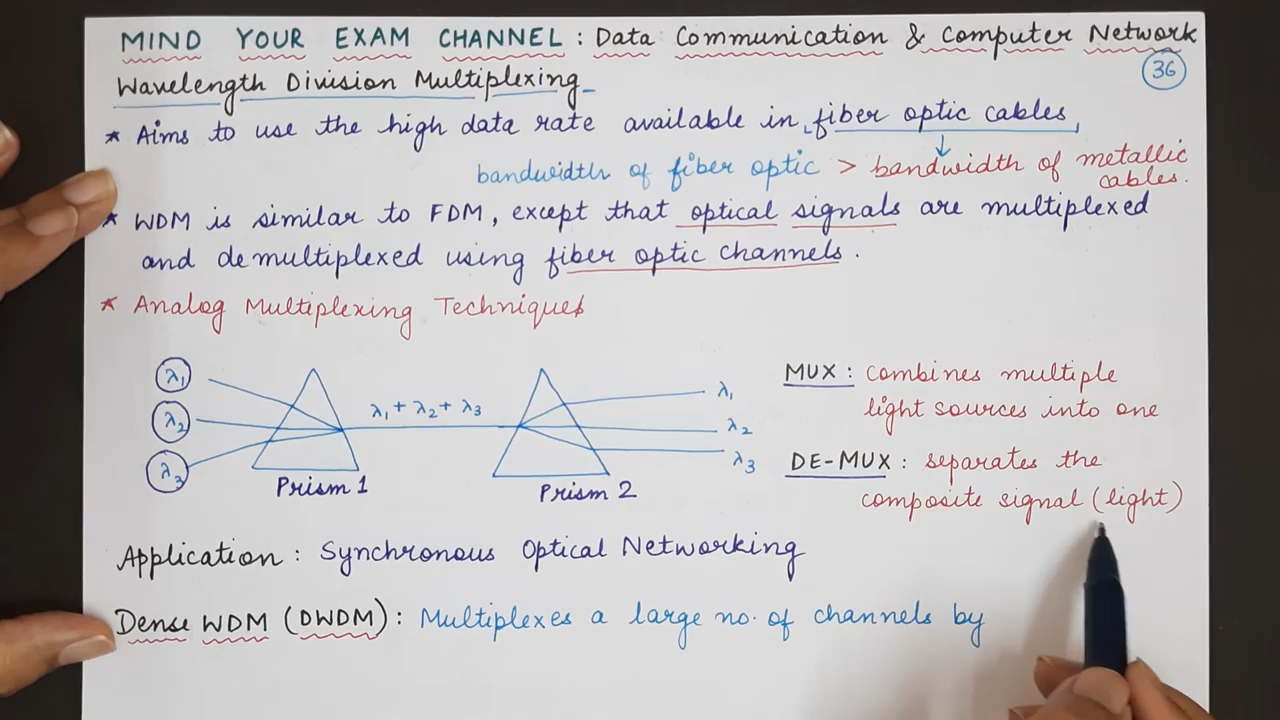 MIND YOUR EXAM CHANNEL : Data Communication & Computer Network
Wavelength Division Multiplexing
36
* Aims to use the high data rate available in fiber optic cables,
bandwidth of fiber optic > bandwidth of metallic
cables.
* WDM is similar to FDM, except that optical signals are multiplexed
and demultiplexed using fiber optic channels.
* Analog Multiplexing Techniques
λ1
λ2
λ3
λ1 + λ2 + λ3
λ1
λ2
λ3
Prism 1
Prism 2
MUX : combines multiple
light sources into one
DE-MUX : separates the
composite signal (light)
Application : Synchronous Optical Networking
Dense WDM (DWDM) : Multiplexes a large no. of channels by